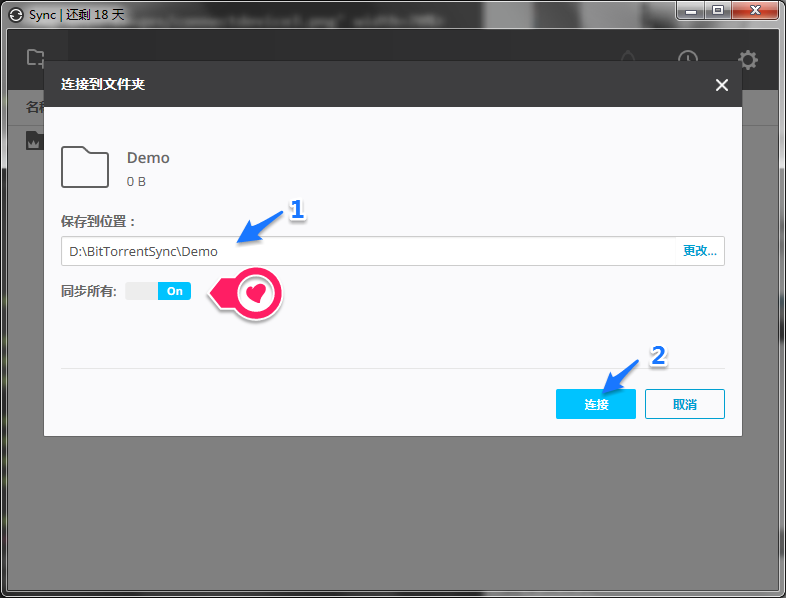 Sync | 还剩 18 天
连接到文件夹
名称
Demo
0 B
保存到位置：
1
D:\BitTorrentSync\Demo
更改...
同步所有:
On
2
连接
取消